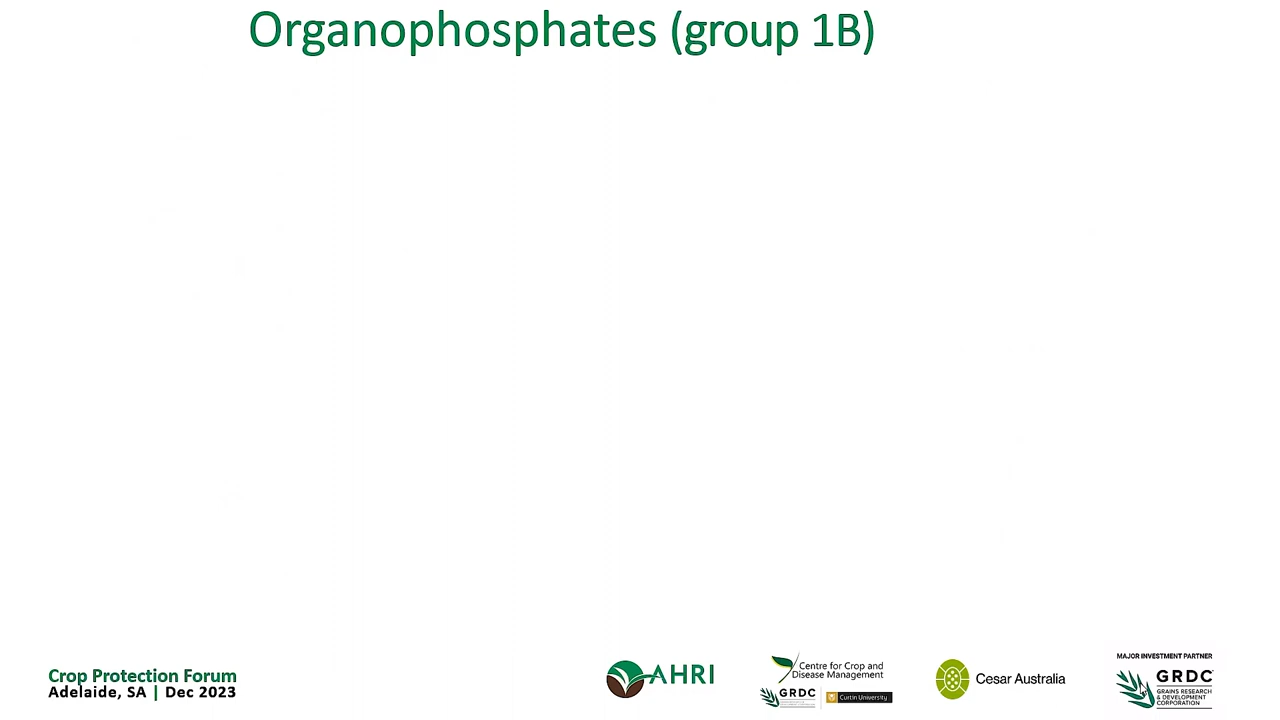 Organophosphates (group 1B)
Crop Protection Forum
Adelaide, SA | Dec 2023
AHRI
Centre for Crop and
Disease Management
GRDC
Curtin University
Cesar Australia
MAJOR INVESTMENT PARTNER
GRDC
GRAINS RESEARCH
& DEVELOPMENT
CORPORATION